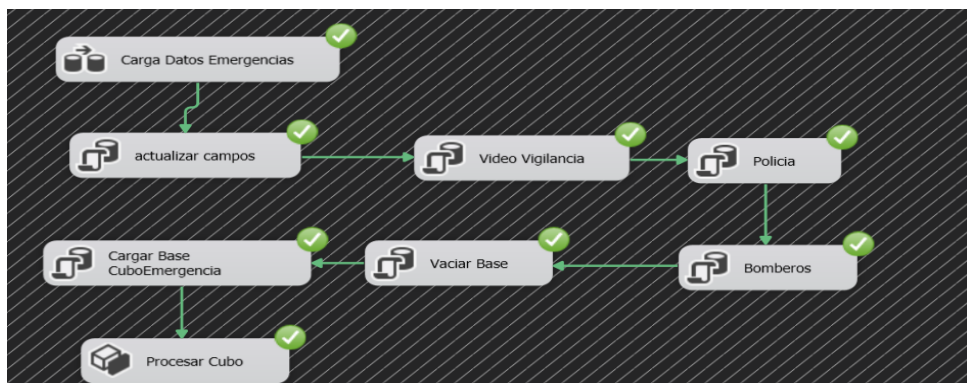 Carga Datos Emergencias
actualizar campos
Video Vigilancia
Policia
Cargar Base
CuboEmergencia
Vaciar Base
Bomberos
Procesar Cubo